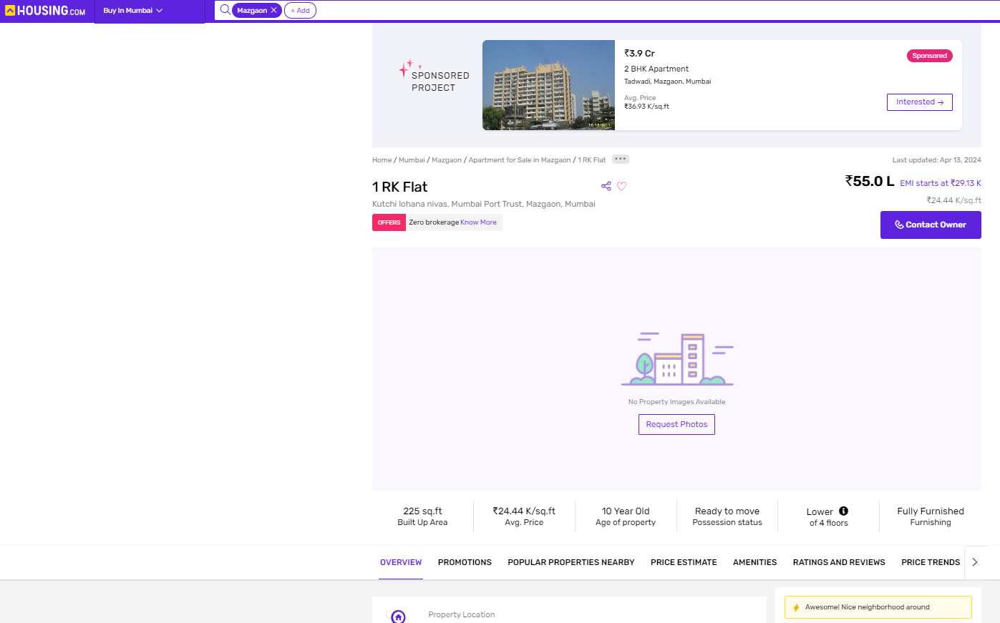 HOUSING.COM
Buy In Mumbai
Mazgaon
+ Add
SPONSORED
PROJECT
₹3.9 Cr
Sponsored
2 BHK Apartment
Tadwadi, Mazgaon, Mumbai
Avg. Price
₹36.93 K/sq.ft
Interested →
Home / Mumbai / Mazgaon / Apartment for Sale in Mazgaon / 1 RK Flat
Last updated: Apr 13, 2024
1 RK Flat
₹55.0 L EMI starts at ₹29.13 K
Kutchi lohana nivas, Mumbai Port Trust, Mazgaon, Mumbai
₹24.44 K/sq.ft
OFFERS Zero brokerage Know More
Contact Owner
No Property Images Available
Request Photos
225 sq.ft
Built Up Area
₹24.44 K/sq.ft
Avg. Price
10 Year Old
Age of property
Ready to move
Possession status
Lower
of 4 floors
Fully Furnished
Furnishing
OVERVIEW PROMOTIONS POPULAR PROPERTIES NEARBY PRICE ESTIMATE AMENITIES RATINGS AND REVIEWS PRICE TRENDS
Property Location
Awesome! Nice neighborhood around